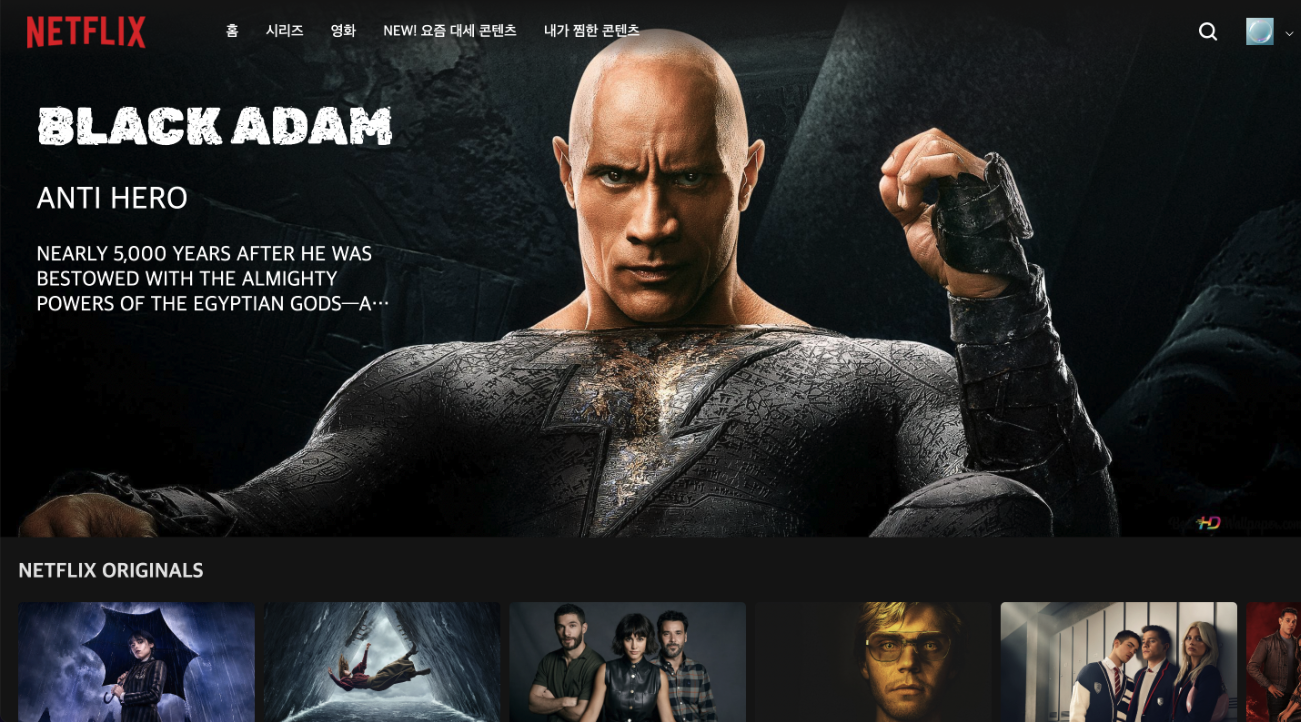 NETFLIX
홈
시리즈
영화
NEW! 요즘 대세 콘텐츠
내가 찜한 콘텐츠
BLACK ADAM
ANTI HERO
NEARLY 5,000 YEARS AFTER HE WAS
BESTOWED WITH THE ALMIGHTY
POWERS OF THE EGYPTIAN GODS—A…
HD
NETFLIX ORIGINALS